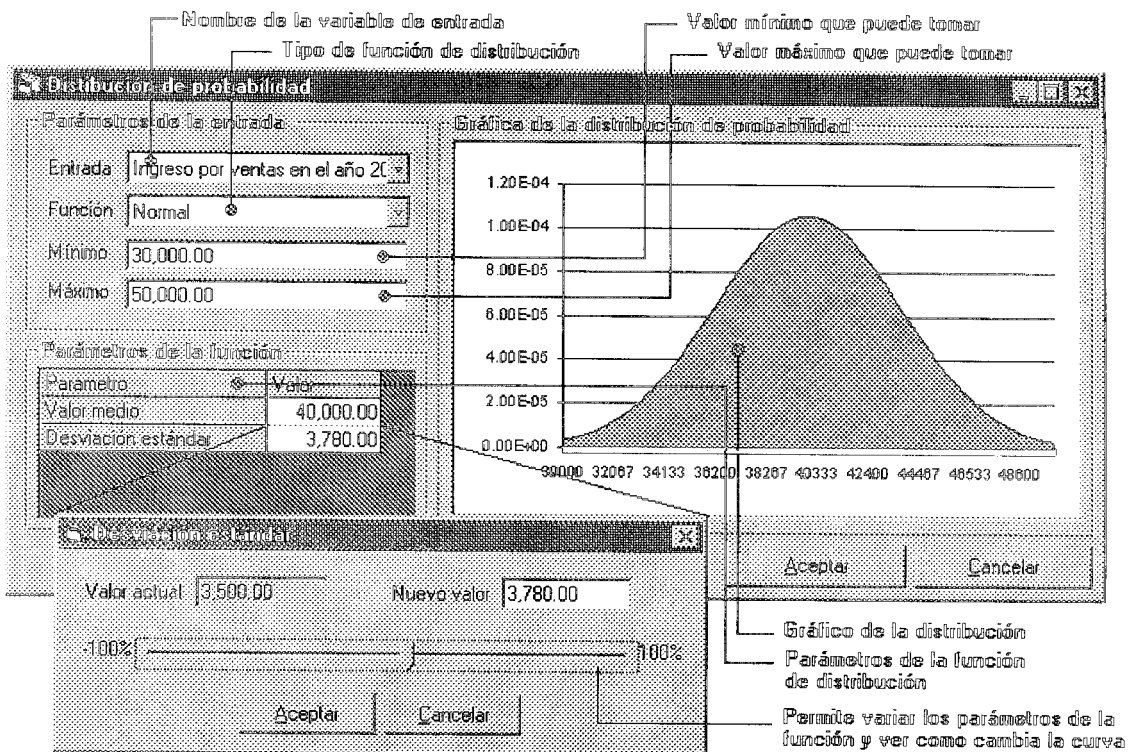 Nombre de la variable de entrada
Tipo de función de distribución
Valor mínimo que puede tomar
Valor máximo que puede tomar
Distibución de probabilidad
Parámetros de la entrada
Entrada Ingreso por ventas en el año 20
Función Normal
Mínimo 30,000.00
Máximo 50,000.00
Parámetros de la función
Parametro Valor
Valor medio 40,000.00
Desviación estándar 3,780.00
Gráfica de la distribución de probabilidad
1.20E-04
1.00E-04
8.00E-05
6.00E-05
4.00E-05
2.00E-05
0.00E+00
30000 32067 34133 36200 38267 40333 42400 44467 46533 48600
Aceptar Cancelar
Desviación estándar
Valor actual 3,500.00 Nuevo valor 3,780.00
-100% 100%
Aceptar Cancelar
Gráfico de la distribución
Parámetros de la función
de distribución
Permite variar los parámetros de la
función y ver como cambia la curva